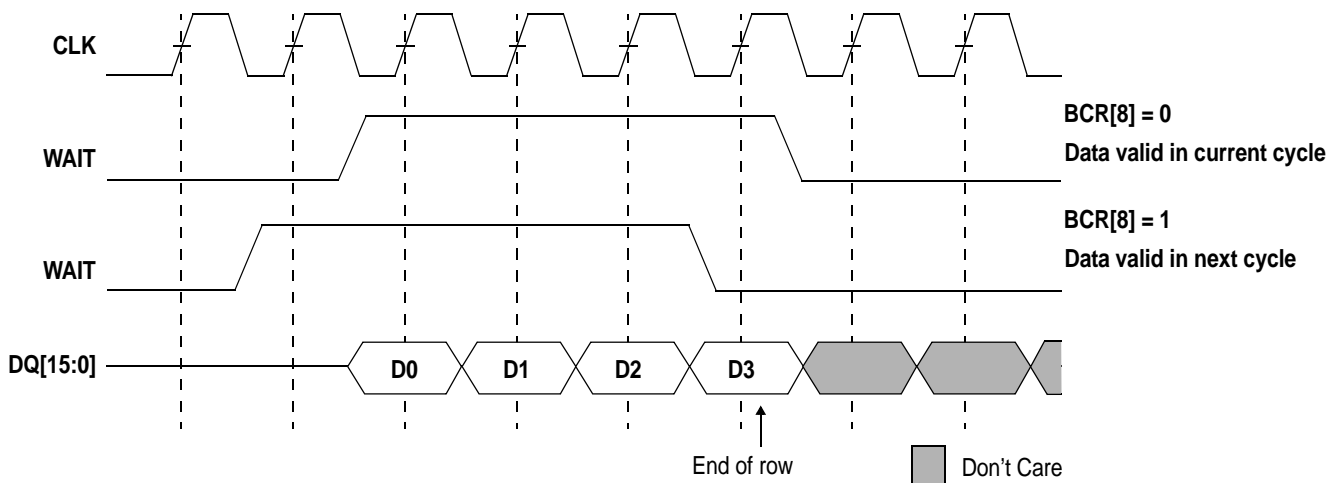 CLK
BCR[8] = 0
WAIT
Data valid in current cycle
BCR[8] = 1
WAIT
Data valid in next cycle
DQ[15:0]
D0
D1
D2
D3
End of row
Don't Care